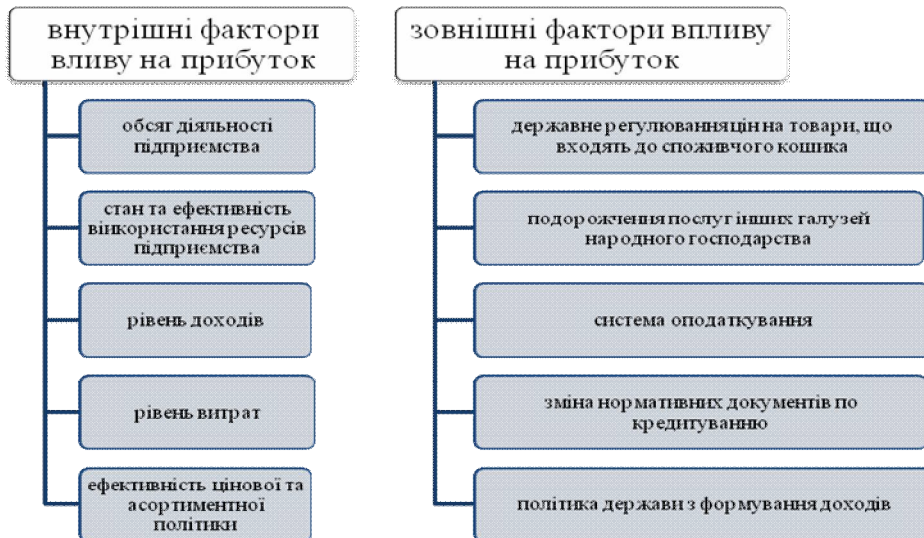 внутрішні фактори
вливу на прибуток
обсяг діяльності
підприємства
стан та ефективність
віикористання ресурсів
підприємства
рівень доходів
рівень витрат
ефективність цінової та
асортиментної
політики
зовнішні фактори впливу
на прибуток
державне регулюванняцін на товари, що
входять до споживчого кошика
подорожчення послуг інших галузей
народного господарства
система оподаткування
зміна нормативних документів по
кредитуванню
політика держави з формування доходів